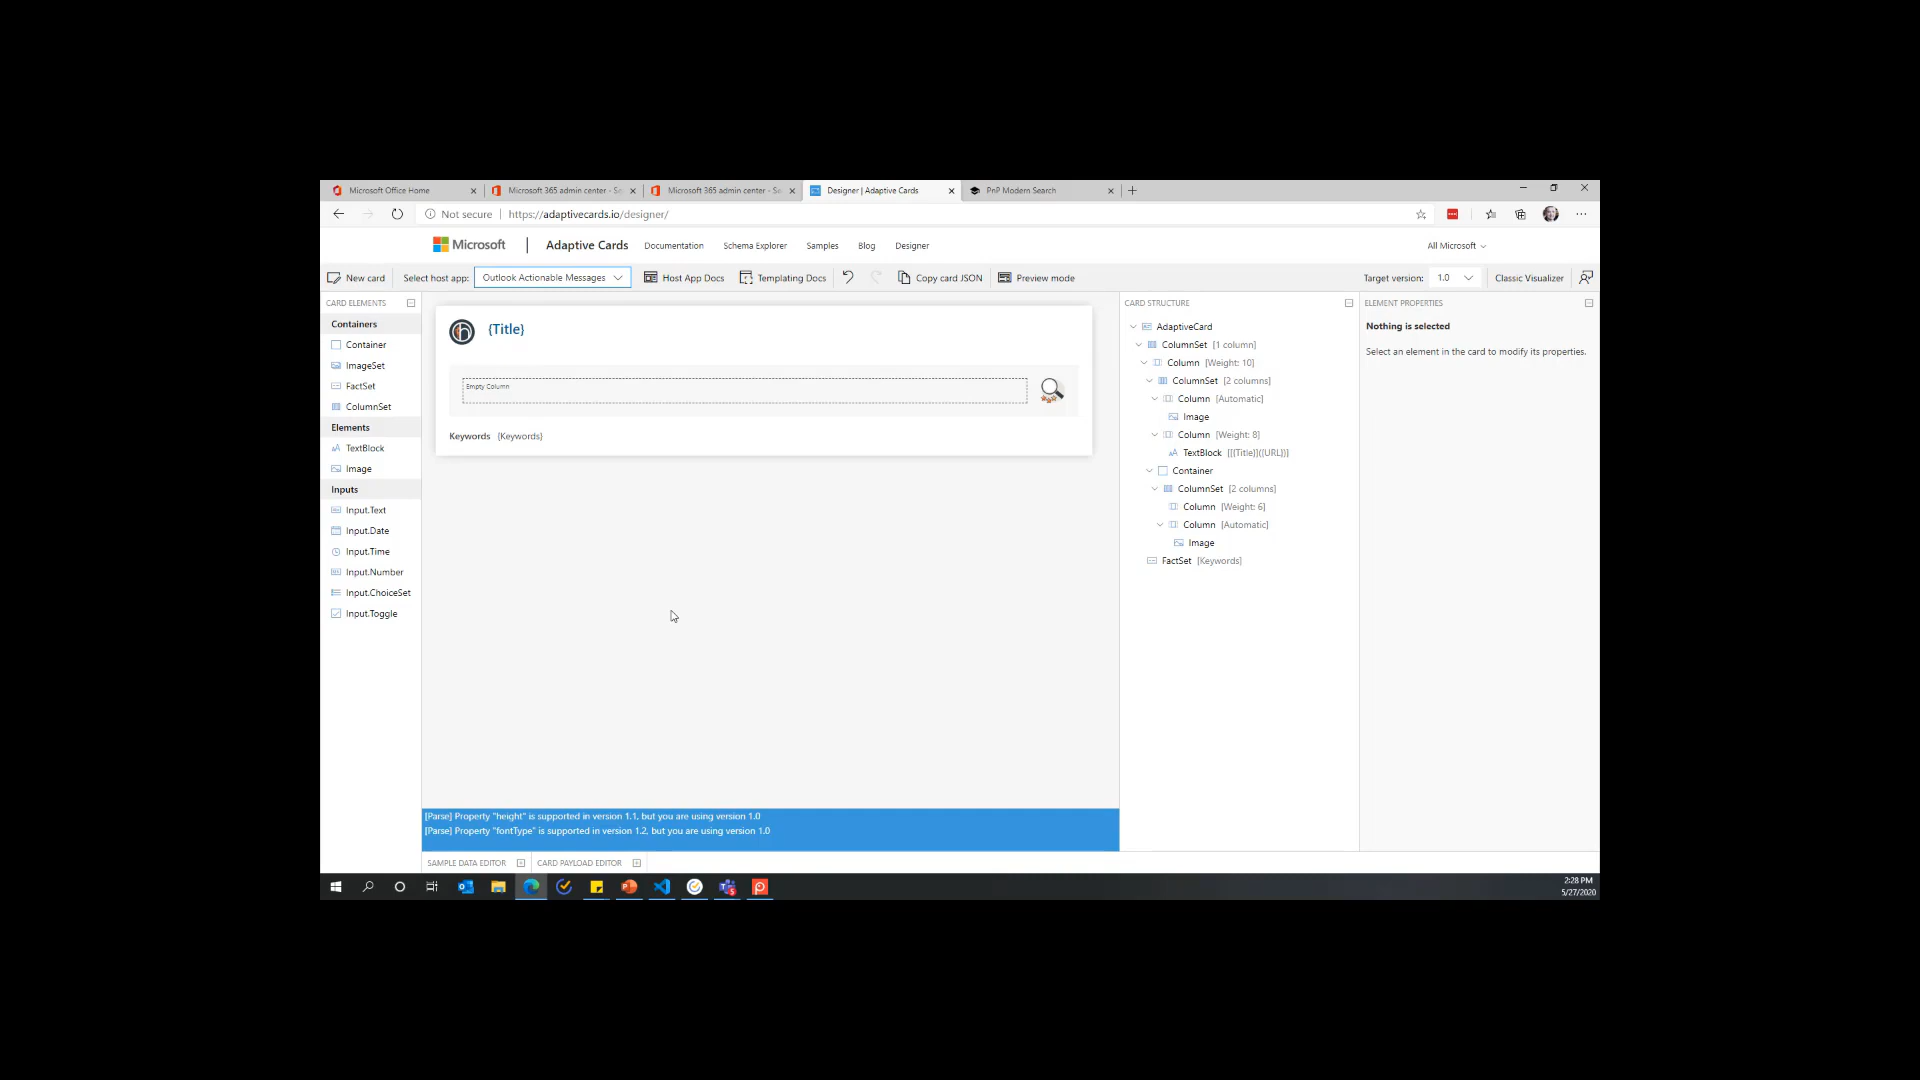 Microsoft Office Home
Microsoft 365 admin center - Se
Microsoft 365 admin center - Se
Designer | Adaptive Cards
PnP Modern Search
Not secure
https://adaptivecards.io/designer/
Microsoft
Adaptive Cards
Documentation
Schema Explorer
Samples
Blog
Designer
All Microsoft
New card
Select host app:
Outlook Actionable Messages
Host App Docs
Templating Docs
Copy card JSON
Preview mode
Target version:
1.0
Classic Visualizer
CARD ELEMENTS
Containers
Container
ImageSet
FactSet
ColumnSet
Elements
TextBlock
Image
Inputs
Input.Text
Input.Date
Input.Time
Input.Number
Input.ChoiceSet
Input.Toggle
{Title}
Empty Column
Keywords {Keywords}
CARD STRUCTURE
AdaptiveCard
ColumnSet [1 column]
Column [Weight: 10]
ColumnSet [2 columns]
Column [Automatic]
Image
Column [Weight: 8]
TextBlock [[{Title}]({URL})]
Container
ColumnSet [2 columns]
Column [Weight: 6]
Column [Automatic]
Image
FactSet [Keywords]
ELEMENT PROPERTIES
Nothing is selected
Select an element in the card to modify its properties.
[Parse] Property "height" is supported in version 1.1, but you are using version 1.0
[Parse] Property "fontType" is supported in version 1.2, but you are using version 1.0
SAMPLE DATA EDITOR
CARD PAYLOAD EDITOR
2:28 PM
5/27/2020